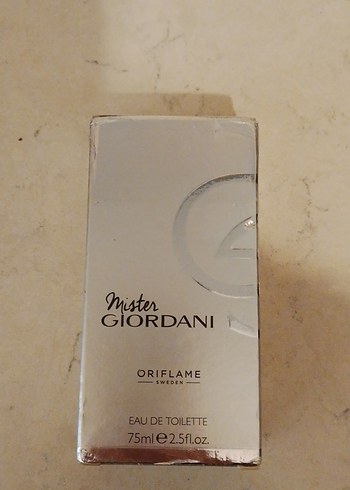 Mister
GIORDANI
ORIFLAME
SWEDEN
EAU DE TOILETTE
75ml ℮ 2.5fl.oz.